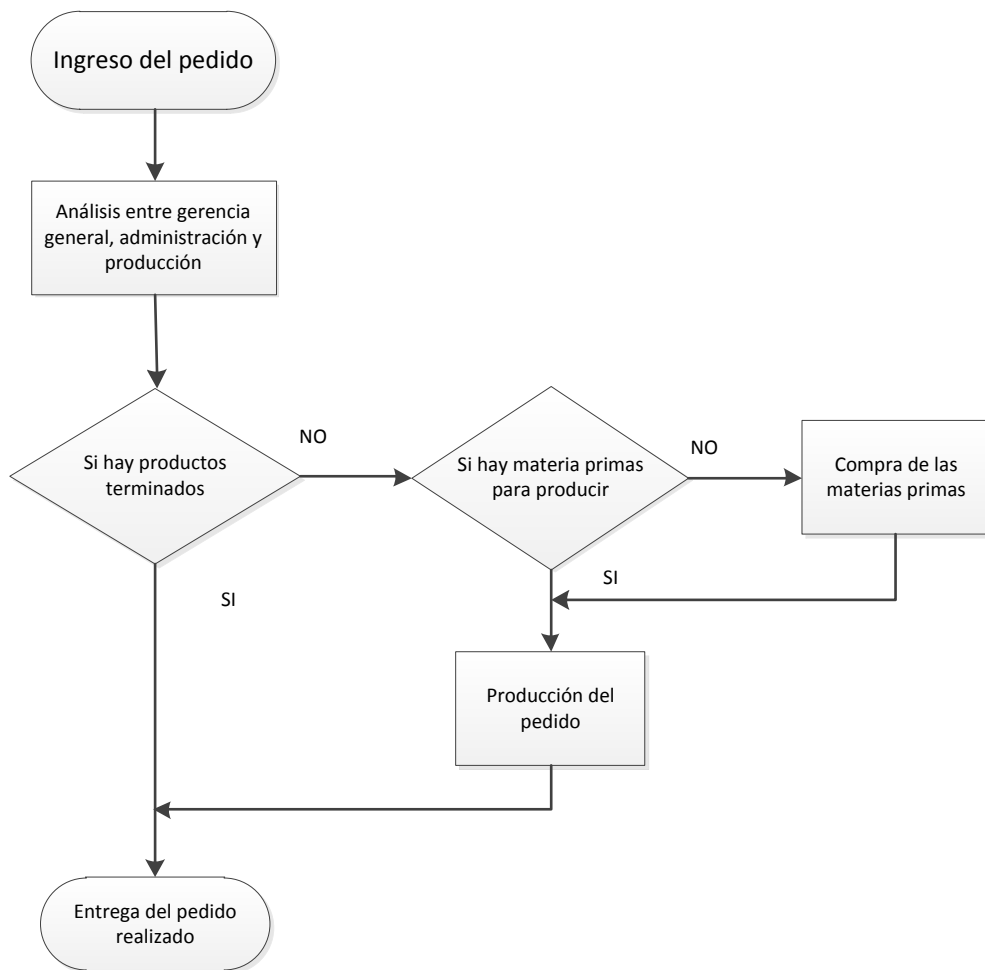 Ingreso del pedido
Análisis entre gerencia
general, administración y
producción
Si hay productos
terminados
NO
Si hay materia primas
para producir
NO
Compra de las
materias primas
SI
SI
Producción del
pedido
Entrega del pedido
realizado